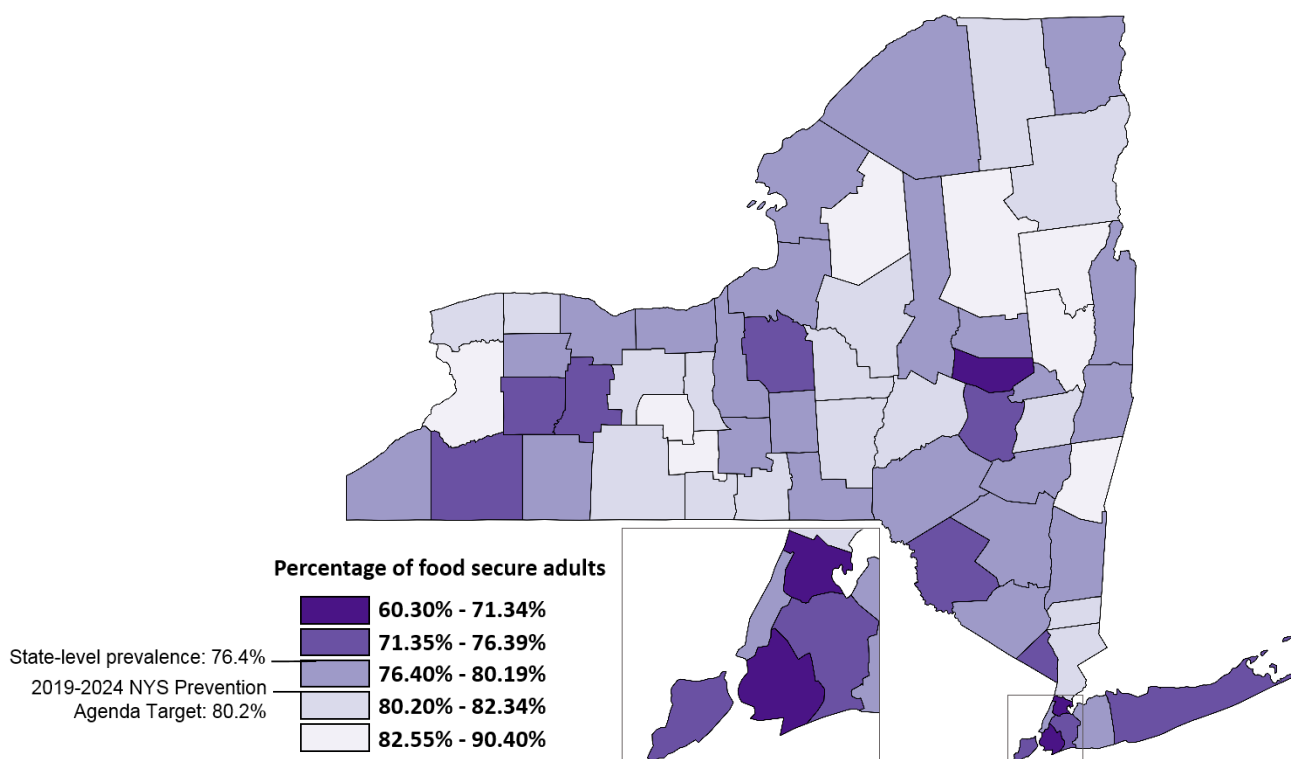 Percentage of food secure adults
60.30% - 71.34%
71.35% - 76.39%
State-level prevalence: 76.4%
76.40% - 80.19%
2019-2024 NYS Prevention
Agenda Target: 80.2%
80.20% - 82.34%
82.55% - 90.40%